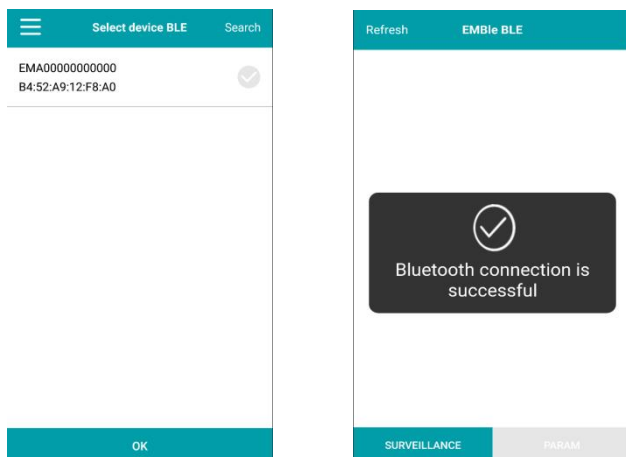 Select device BLE Search
EMA00000000000
B4:52:A9:12:F8:A0
OK
Refresh EMBle BLE
Bluetooth connection is
successful
SURVEILLANCE PARAM